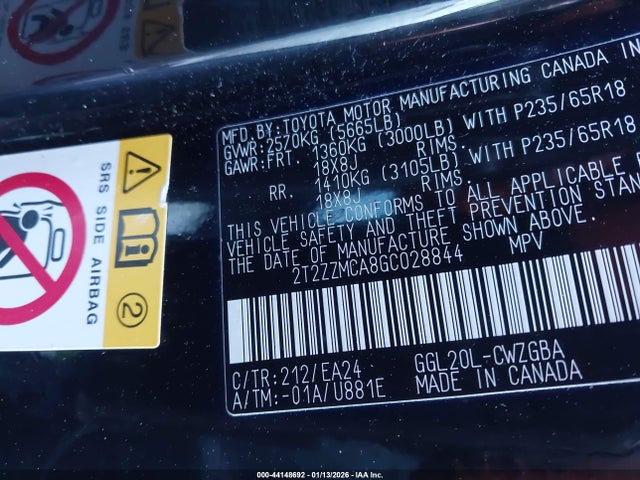 MFD.BY:TOYOTA MOTOR MANUFACTURING CANADA IN
GVWR:2570KG (5665LB)
GAWR:FRT. 1360KG (3000LB) WITH P235/65R18
18X8J RIMS.
RR. 1410KG (3105LB) WITH P235/65R18
18X8J RIMS.
THIS VEHICLE CONFORMS TO ALL APPLICABLE
VEHICLE SAFETY AND THEFT PREVENTION STAN
THE DATE OF MANUFACTURE SHOWN ABOVE.
2T2ZZMCA8GC028844 MPV
C/TR:212/EA24 GGL20L-CWZGBA
A/TM:-01A/U881E MADE IN CANADA
SRS SIDE AIRBAG
2
000-44148692 - 01/13/2026 - IAA Inc.